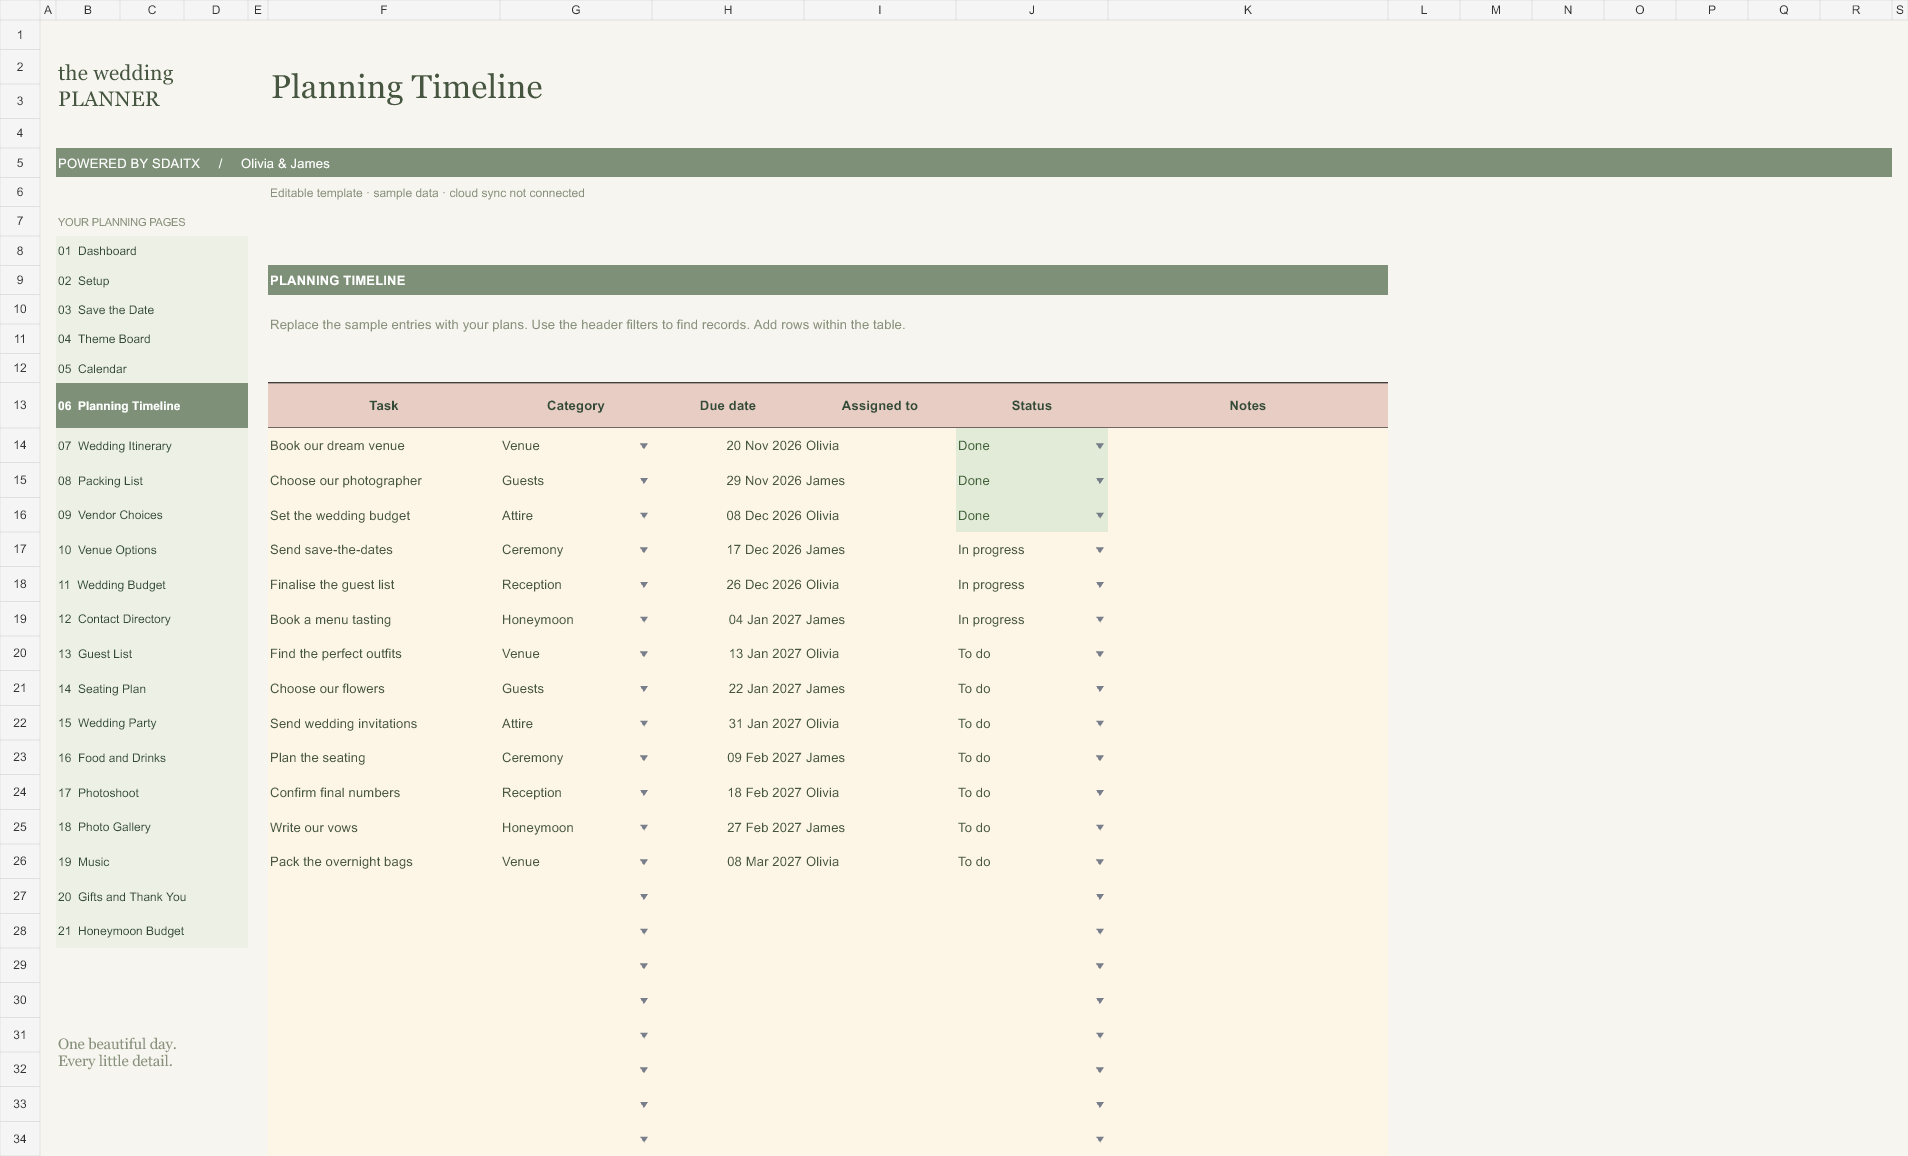 A B C D E F G H I J K L M N O P Q R S
1
2
the wedding
PLANNER
Planning Timeline
3
4
5 POWERED BY SDAITX / Olivia & James
6 Editable template · sample data · cloud sync not connected
7 YOUR PLANNING PAGES
8 01 Dashboard
9 02 Setup PLANNING TIMELINE
10 03 Save the Date
Replace the sample entries with your plans. Use the header filters to find records. Add rows within the table.
11 04 Theme Board
12 05 Calendar
13 06 Planning Timeline Task Category Due date Assigned to Status Notes
14 07 Wedding Itinerary Book our dream venue Venue 20 Nov 2026 Olivia Done
15 08 Packing List Choose our photographer Guests 29 Nov 2026 James Done
16 09 Vendor Choices Set the wedding budget Attire 08 Dec 2026 Olivia Done
17 10 Venue Options Send save-the-dates Ceremony 17 Dec 2026 James In progress
18 11 Wedding Budget Finalise the guest list Reception 26 Dec 2026 Olivia In progress
19 12 Contact Directory Book a menu tasting Honeymoon 04 Jan 2027 James In progress
20 13 Guest List Find the perfect outfits Venue 13 Jan 2027 Olivia To do
21 14 Seating Plan Choose our flowers Guests 22 Jan 2027 James To do
22 15 Wedding Party Send wedding invitations Attire 31 Jan 2027 Olivia To do
23 16 Food and Drinks Plan the seating Ceremony 09 Feb 2027 James To do
24 17 Photoshoot Confirm final numbers Reception 18 Feb 2027 Olivia To do
25 18 Photo Gallery Write our vows Honeymoon 27 Feb 2027 James To do
26 19 Music Pack the overnight bags Venue 08 Mar 2027 Olivia To do
27 20 Gifts and Thank You
28 21 Honeymoon Budget
29
30
31
One beautiful day.
Every little detail.
32
33
34